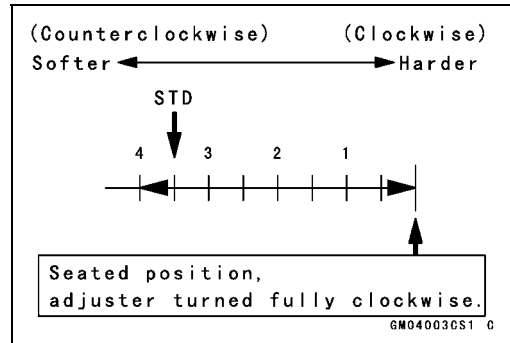 (Counterclockwise) (Clockwise)
Softer Harder
STD
4 3 2 1
Seated position,
adjuster turned fully clockwise.
GM04003CS1 C